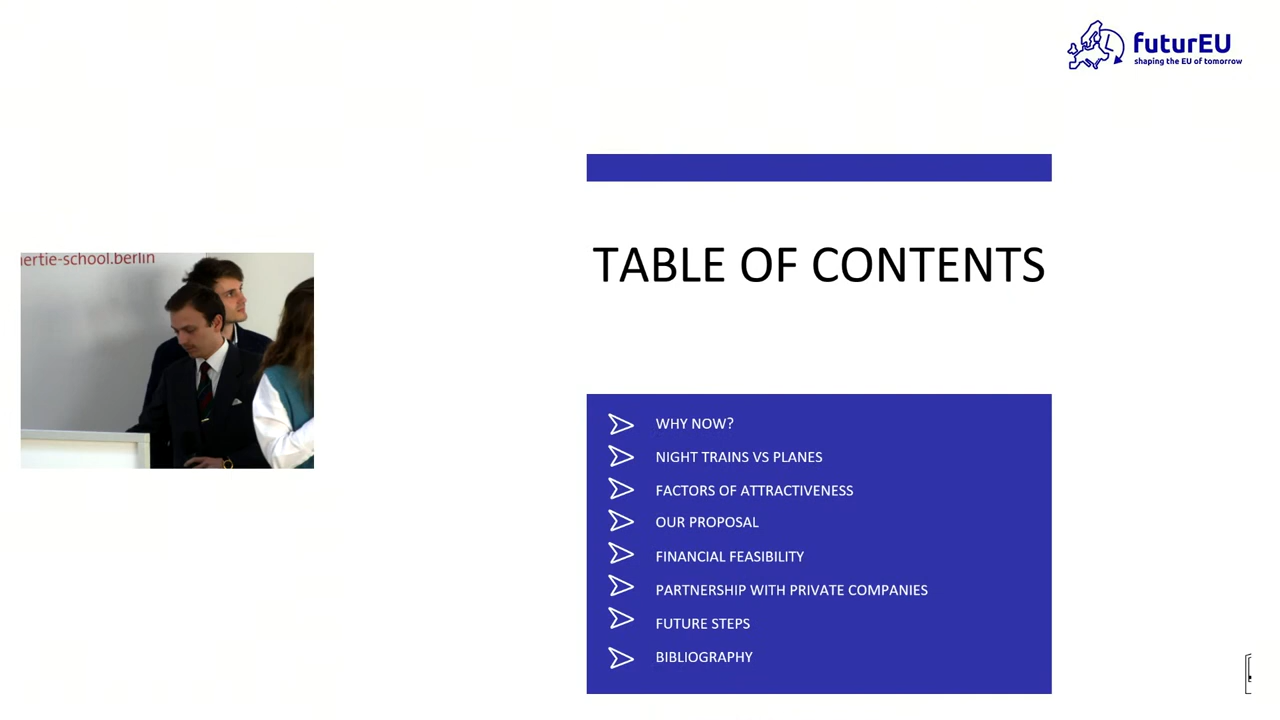 futurEU
shaping the EU of tomorrow
TABLE OF CONTENTS
ertie-school.berlin
WHY NOW?
NIGHT TRAINS VS PLANES
FACTORS OF ATTRACTIVENESS
OUR PROPOSAL
FINANCIAL FEASIBILITY
PARTNERSHIP WITH PRIVATE COMPANIES
FUTURE STEPS
BIBLIOGRAPHY